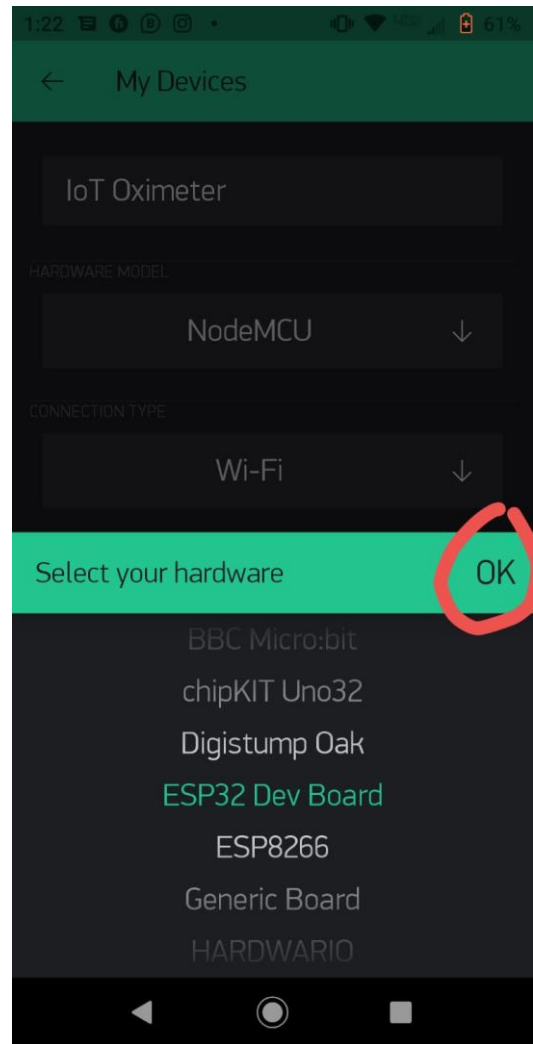 1:22 61%
My Devices
IoT Oximeter
HARDWARE MODEL
NodeMCU
CONNECTION TYPE
Wi-Fi
Select your hardware OK
BBC Micro:bit
chipKIT Uno32
Digistump Oak
ESP32 Dev Board
ESP8266
Generic Board
HARDWARIO